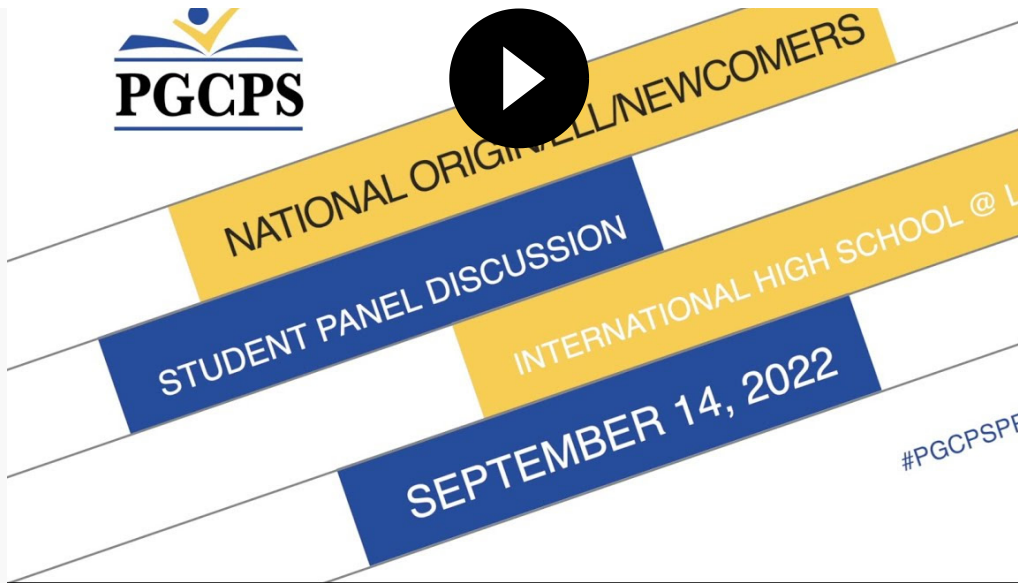 PGCPS
NATIONAL ORIGIN/ELL/NEWCOMERS
STUDENT PANEL DISCUSSION
INTERNATIONAL HIGH SCHOOL @ L
SEPTEMBER 14, 2022
#PGCPSPR